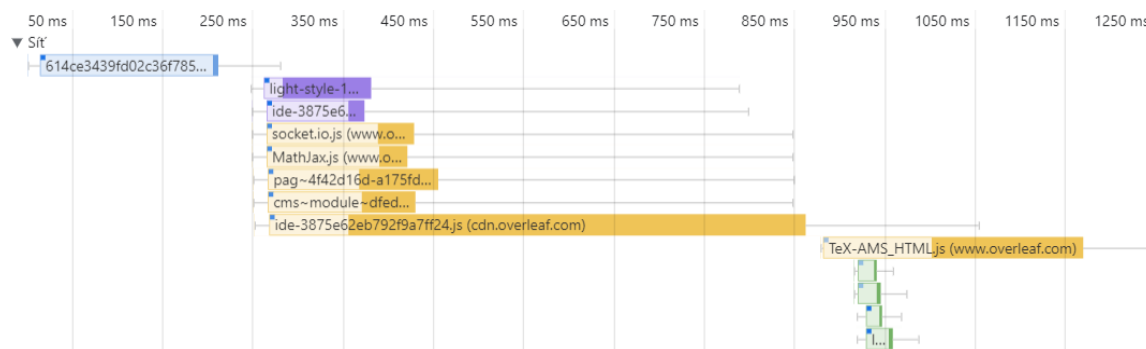 50 ms 150 ms 250 ms 350 ms 450 ms 550 ms 650 ms 750 ms 850 ms 950 ms 1050 ms 1150 ms 1250 ms
▼ Síť
614ce3439fd02c36f785...
light-style-1...
ide-3875e6...
socket.io.js (www.o...
MathJax.js (www.o...
pag~4f42d16d-a175fd...
cms~module~dfed...
ide-3875e62eb792f9a7ff24.js (cdn.overleaf.com)
TeX-AMS_HTML.js (www.overleaf.com)
l...